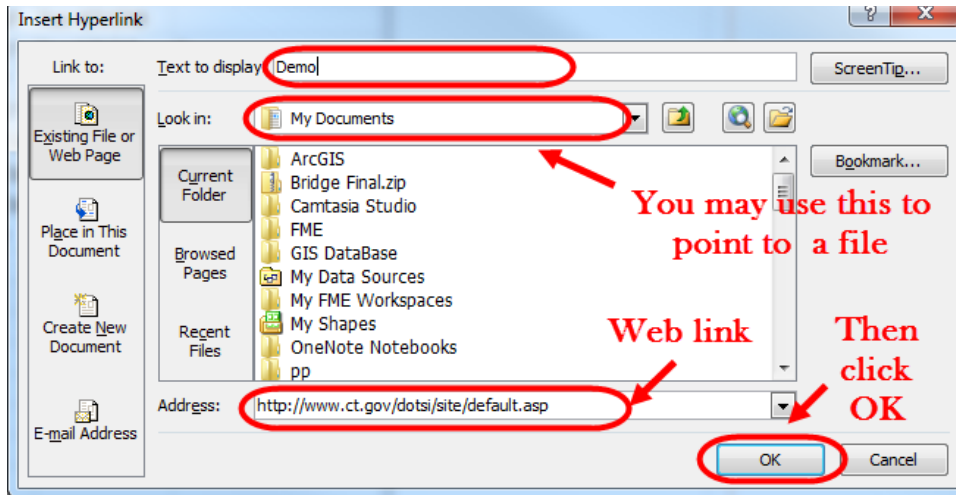 Insert Hyperlink
?
X
Link to:
Text to display
Demo
ScreenTip...
Existing File or
Web Page
Look in:
My Documents
Bookmark...
Current
Folder
ArcGIS
Bridge Final.zip
Camtasia Studio
FME
GIS DataBase
My Data Sources
My FME Workspaces
My Shapes
OneNote Notebooks
pp
You may use this to
point to a file
Place in This
Document
Browsed
Pages
Create New
Document
Recent
Files
Web link
Then
click
OK
Address:
http://www.ct.gov/dotsi/site/default.asp
E-mail Address
OK
Cancel